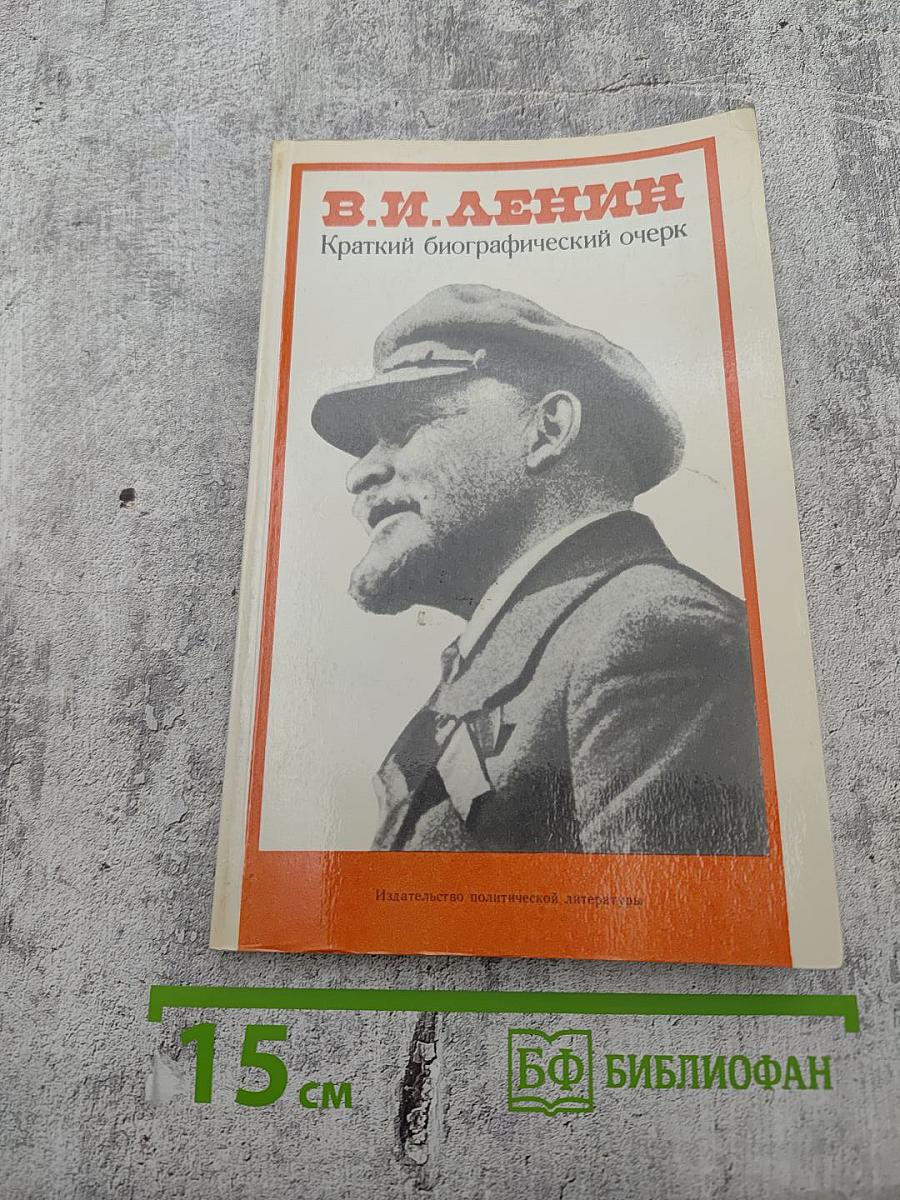 В.И.ЛЕНИН
Краткий биографический очерк
Издательство политической литературы
15 см
БФ БИБЛИОФАН